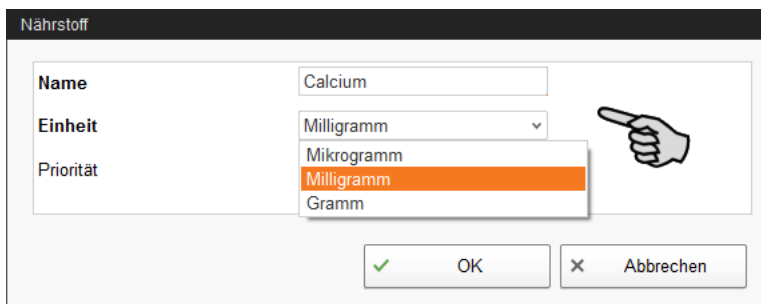 Nährstoff
Name
Calcium
Einheit
Milligramm
Mikrogramm
Priorität
Milligramm
Gramm
OK
Abbrechen